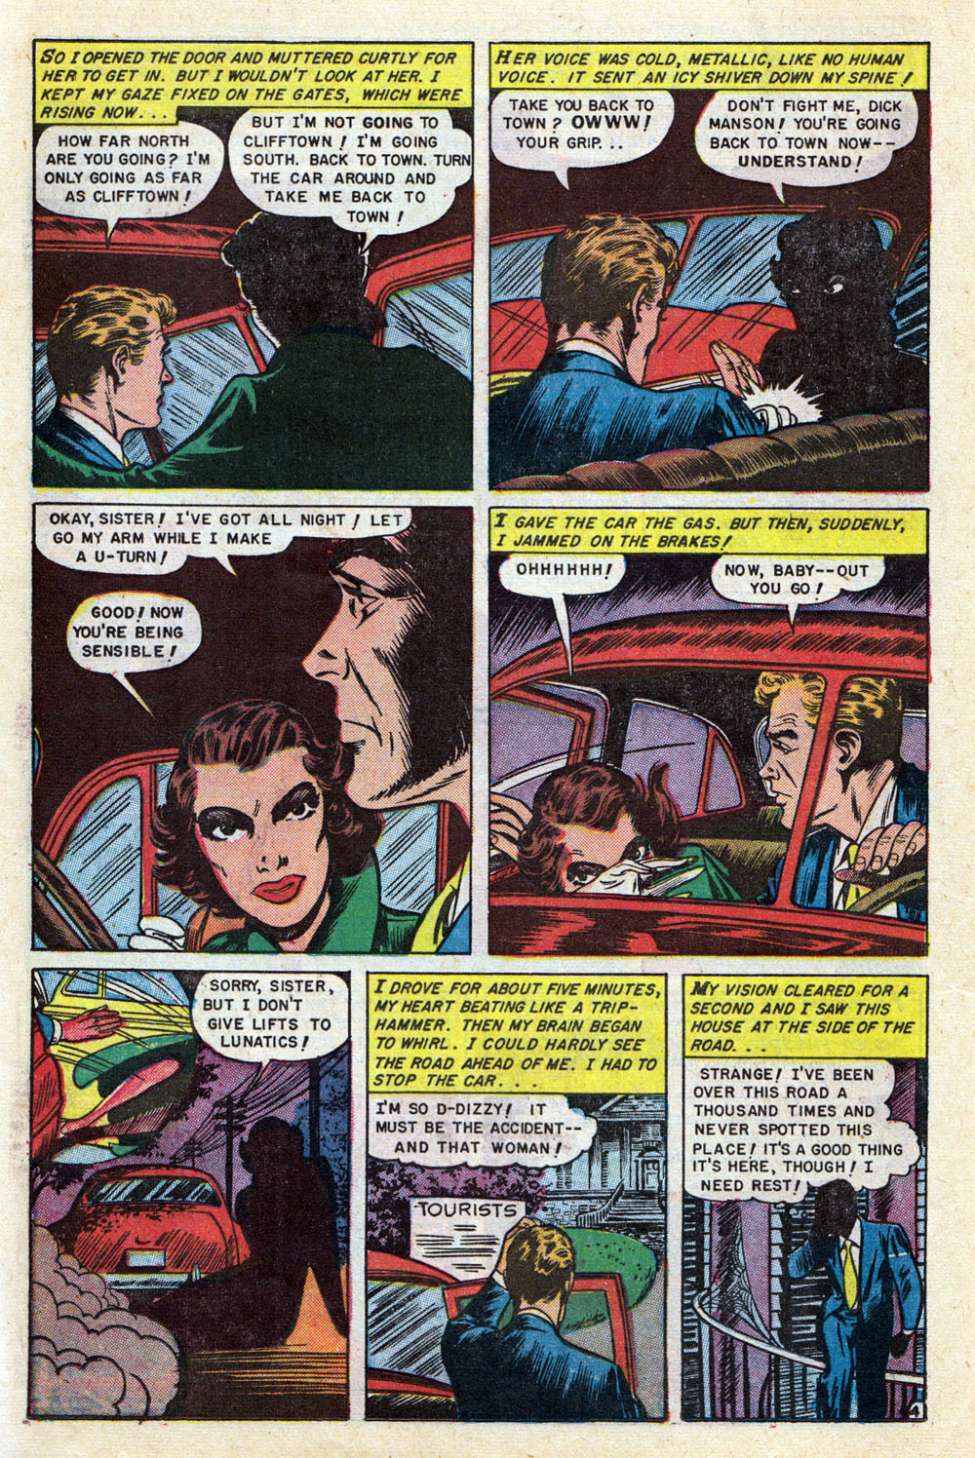 SO I OPENED THE DOOR AND MUTTERED CURTLY FOR
HER TO GET IN. BUT I WOULDN'T LOOK AT HER. I
KEPT MY GAZE FIXED ON THE GATES, WHICH WERE
RISING NOW...
HOW FAR NORTH
ARE YOU GOING? I'M
ONLY GOING AS FAR
AS CLIFFTOWN!
BUT I'M NOT GOING TO
CLIFFTOWN! I'M GOING
SOUTH. BACK TO TOWN. TURN
THE CAR AROUND AND
TAKE ME BACK TO
TOWN!
HER VOICE WAS COLD, METALLIC, LIKE NO HUMAN
VOICE. IT SENT AN ICY SHIVER DOWN MY SPINE!
TAKE YOU BACK TO
TOWN? OWWW!
YOUR GRIP...
DON'T FIGHT ME, DICK
MANSON! YOU'RE GOING
BACK TO TOWN NOW--
UNDERSTAND!
OKAY, SISTER! I'VE GOT ALL NIGHT! LET
GO MY ARM WHILE I MAKE
A U-TURN!
GOOD! NOW
YOU'RE BEING
SENSIBLE!
I GAVE THE CAR THE GAS. BUT THEN, SUDDENLY,
I JAMMED ON THE BRAKES!
OHHHHHH!
NOW, BABY--OUT
YOU GO!
SORRY, SISTER,
BUT I DON'T
GIVE LIFTS TO
LUNATICS!
I DROVE FOR ABOUT FIVE MINUTES,
MY HEART BEATING LIKE A TRIP-
HAMMER. THEN MY BRAIN BEGAN
TO WHIRL. I COULD HARDLY SEE
THE ROAD AHEAD OF ME. I HAD TO
STOP THE CAR...
I'M SO D-DIZZY! IT
MUST BE THE ACCIDENT--
AND THAT WOMAN!
TOURISTS
MY VISION CLEARED FOR A
SECOND AND I SAW THIS
HOUSE AT THE SIDE OF THE
ROAD...
STRANGE! I'VE BEEN
OVER THIS ROAD A
THOUSAND TIMES AND
NEVER SPOTTED THIS
PLACE! IT'S A GOOD THING
IT'S HERE, THOUGH! I
NEED REST!
4